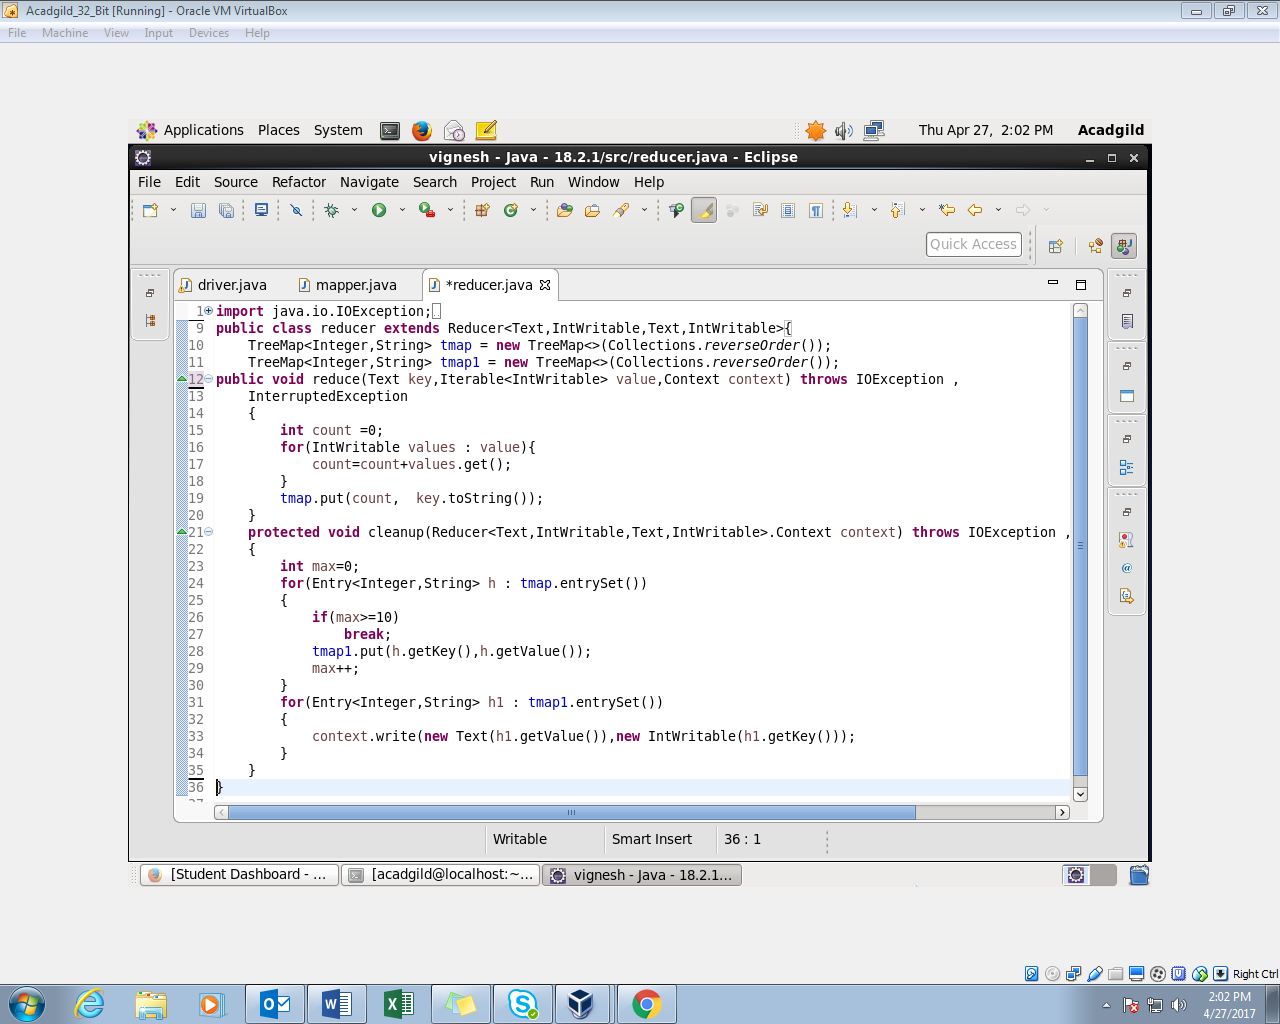 Acadgild_32_Bit [Running] - Oracle VM VirtualBox
File Machine View Input Devices Help
Applications Places System Thu Apr 27, 2:02 PM Acadgild
vignesh - Java - 18.2.1/src/reducer.java - Eclipse
File Edit Source Refactor Navigate Search Project Run Window Help
Quick Access
driver.java mapper.java *reducer.java
1 import java.io.IOException;
9 public class reducer extends Reducer<Text,IntWritable,Text,IntWritable>{
10 TreeMap<Integer,String> tmap = new TreeMap<>(Collections.reverseOrder());
11 TreeMap<Integer,String> tmap1 = new TreeMap<>(Collections.reverseOrder());
12 public void reduce(Text key,Iterable<IntWritable> value,Context context) throws IOException ,
13 InterruptedException
14 {
15 int count =0;
16 for(IntWritable values : value){
17 count=count+values.get();
18 }
19 tmap.put(count,  key.toString());
20 }
21 protected void cleanup(Reducer<Text,IntWritable,Text,IntWritable>.Context context) throws IOException ,
22 {
23 int max=0;
24 for(Entry<Integer,String> h : tmap.entrySet())
25 {
26 if(max>=10)
27 break;
28 tmap1.put(h.getKey(),h.getValue());
29 max++;
30 }
31 for(Entry<Integer,String> h1 : tmap1.entrySet())
32 {
33 context.write(new Text(h1.getValue()),new IntWritable(h1.getKey()));
34 }
35 }
36 }
Writable Smart Insert 36 : 1
[Student Dashboard - ... [acadgild@localhost:~... vignesh - Java - 18.2.1...
Right Ctrl
2:02 PM
4/27/2017